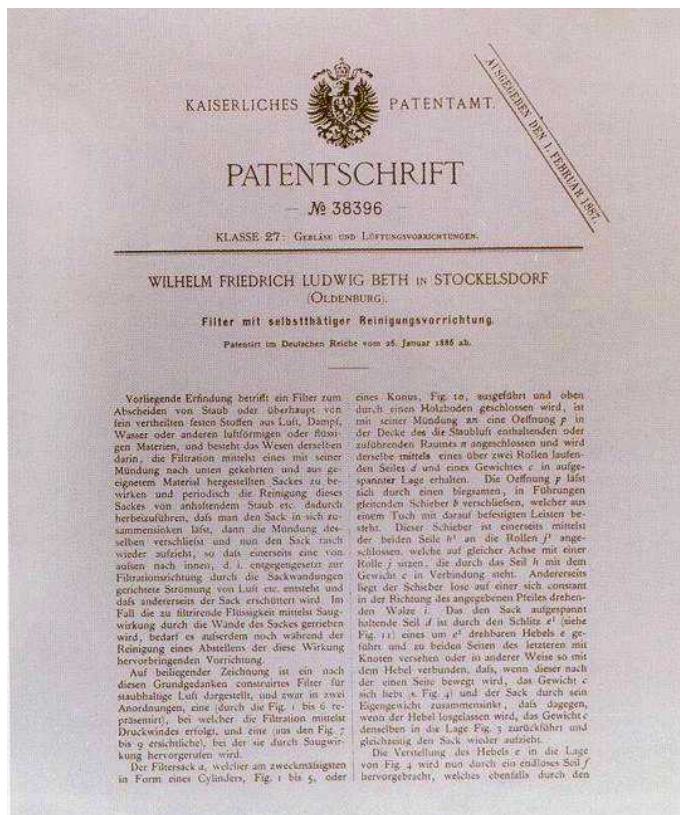 KAISERLICHES PATENTAMT.
AUSGEGEBEN DEN 1. FEBRUAR 1887.
PATENTSCHRIFT
— № 38396 —
KLASSE 27: GEBLÄSE UND LÜFTUNGSVORRICHTUNGEN.
WILHELM FRIEDRICH LUDWIG BETH IN STOCKELSDORF
(OLDENBURG).
Filter mit selbstthätiger Reinigungsvorrichtung.
Patentirt im Deutschen Reiche vom 26. Januar 1886 ab.
Vorliegende Erfindung betrifft ein Filter zum
Abscheiden von Staub oder überhaupt von
fein vertheilten festen Stoffen aus Luft, Dampf,
Wasser oder anderen luftförmigen oder flüssi-
gen Materien, und besteht das Wesen derselben
darin, die Filtration mittelst eines mit seiner
Mündung nach unten gekehrten und aus ge-
eignetem Material hergestellten Sackes zu be-
wirken und periodisch die Reinigung dieses
Sackes von anhaftendem Staub etc. dadurch
herbeizuführen, daſs man den Sack in sich zu-
sammensinken läſst, dann die Mündung des-
selben verschlieſst und nun den Sack rasch
wieder aufzieht, so daſs einerseits eine von
auſsen nach innen, d. i. entgegengesetzt zur
Filtrationsrichtung durch die Sackwandungen
gerichtete Strömung von Luft etc. entsteht und
daſs andererseits der Sack erschüttert wird. Im
Fall die zu filtrirende Flüssigkeit mittelst Saug-
wirkung durch die Wände des Sackes getrieben
wird, bedarf es auſserdem noch während der
Reinigung eines Abstellens der diese Wirkung
hervorbringenden Vorrichtung.
Auf beiliegender Zeichnung ist ein nach
diesen Grundgedanken construirtes Filter für
staubhaltige Luft dargestellt, und zwar in zwei
Anordnungen, eine (durch die Fig. 1 bis 6 re-
präsentirt), bei welcher die Filtration mittelst
Druckwindes erfolgt, und eine (aus den Fig. 7
bis 9 ersichtliche), bei der sie durch Saugwir-
kung hervorgerufen wird.
Der Filtersack a, welcher am zweckmäſsigsten
in Form eines Cylinders, Fig. 1 bis 5, oder
eines Konus, Fig. 10, ausgeführt und oben
durch einen Holzboden geschlossen wird, ist
mit seiner Mündung an eine Oeffnung p in
der Decke des die Staubluft enthaltenden oder
zuführenden Raumes n angeschlossen und wird
derselbe mittels eines über zwei Rollen laufen-
den Seiles d und eines Gewichtes c in aufge-
spannter Lage erhalten. Die Oeffnung p läſst
sich durch einen biegsamen, in Führungen
gleitenden Schieber b verschlieſsen, welcher aus
einem Tuch mit darauf befestigten Leisten be-
steht. Dieser Schieber ist einerseits mittelst
der beiden Seile h¹ an die Rollen j¹ ange-
schlossen, welche auf gleicher Achse mit einer
Rolle j sitzen, die durch das Seil h mit dem
Gewicht c in Verbindung steht. Andererseits
liegt der Schieber lose auf einer sich constant
in der Richtung des angegebenen Pfeiles drehen-
den Walze i. Das den Sack aufgespannt
haltende Seil d ist durch den Schlitz e¹ (siehe
Fig. 11) eines um e² drehbaren Hebels e ge-
führt und zu beiden Seiten des letzteren mit
Knoten versehen oder in anderer Weise so mit
dem Hebel verbunden, daſs, wenn dieser nach
der einen Seite bewegt wird, das Gewicht c
sich hebt (s. Fig. 4) und der Sack durch sein
Eigengewicht zusammensinkt, daſs dagegen,
wenn der Hebel losgelassen wird, das Gewicht c
denselben in die Lage Fig. 3 zurückführt und
gleichzeitig den Sack wieder aufzieht.
Die Verstellung des Hebels e in die Lage
von Fig. 4 wird nun durch ein endloses Seil f
hervorgebracht, welches ebenfalls durch den